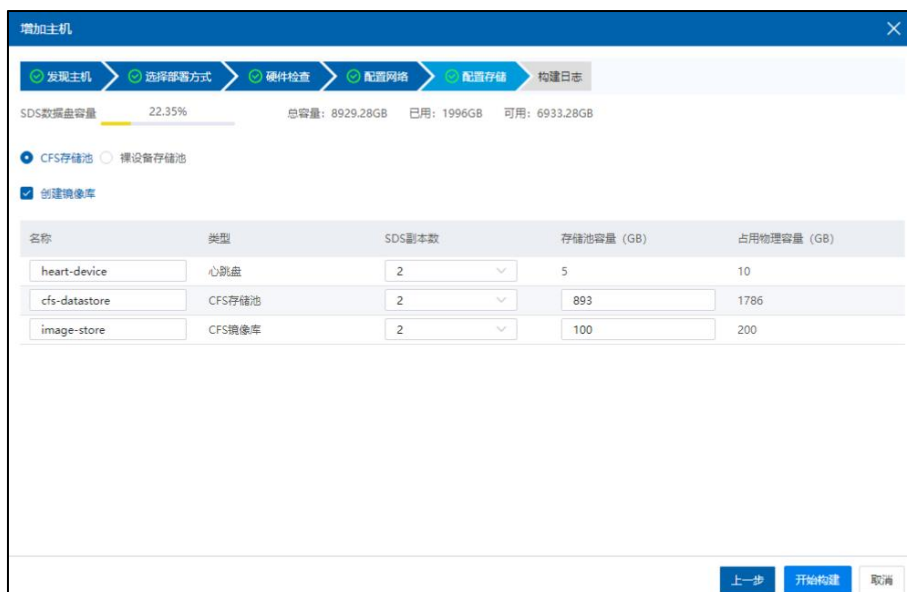 增加主机
发现主机 选择部署方式 硬件检查 配置网络 配置存储 构建日志
SDS数据盘容量 22.35% 总容量：8929.28GB 已用：1996GB 可用：6933.28GB
CFS存储池 裸设备存储池
创建镜像库
名称 类型 SDS副本数 存储池容量（GB） 占用物理容量（GB）
heart-device 心跳盘 2 5 10
cfs-datastore CFS存储池 2 893 1786
image-store CFS镜像库 2 100 200
上一步 开始构建 取消